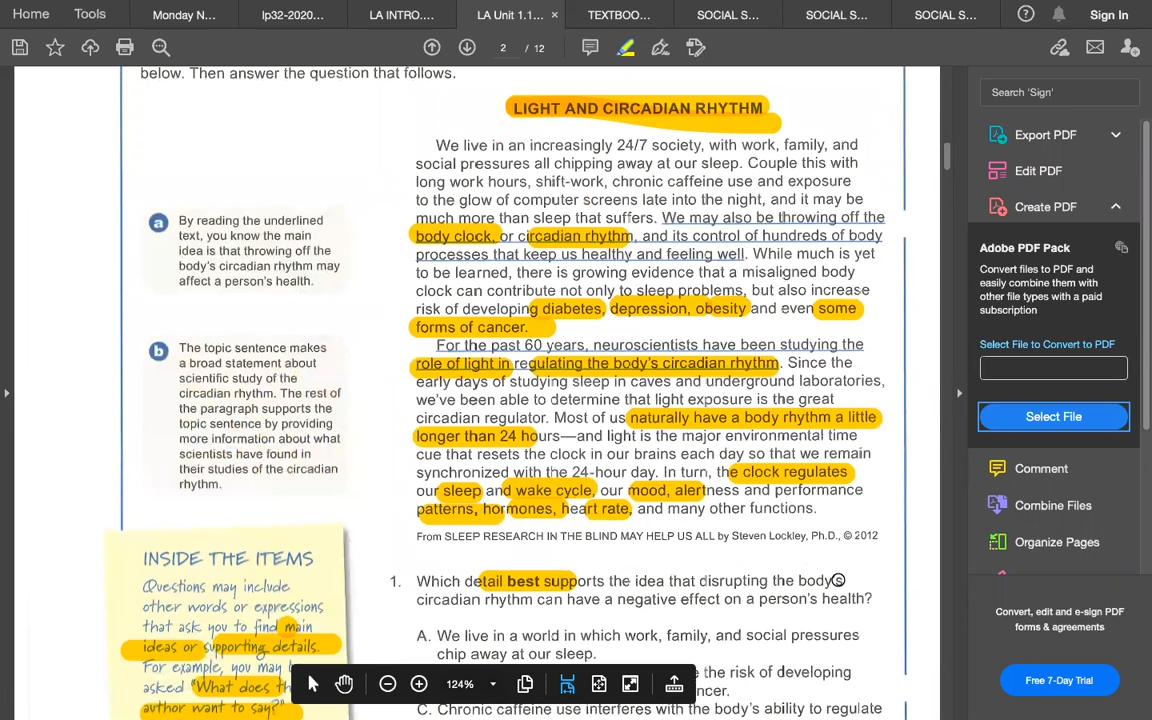 Home
Tools
Monday N...
lp32-2020...
LA INTRO....
LA Unit 1.1... ×
TEXTBOO...
SOCIAL S...
SOCIAL S...
SOCIAL S...
Sign In
2 / 12
below. Then answer the question that follows.
LIGHT AND CIRCADIAN RHYTHM
We live in an increasingly 24/7 society, with work, family, and
social pressures all chipping away at our sleep. Couple this with
long work hours, shift-work, chronic caffeine use and exposure
to the glow of computer screens late into the night, and it may be
much more than sleep that suffers. We may also be throwing off the
body clock, or circadian rhythm, and its control of hundreds of body
processes that keep us healthy and feeling well. While much is yet
to be learned, there is growing evidence that a misaligned body
clock can contribute not only to sleep problems, but also increase
risk of developing diabetes, depression, obesity and even some
forms of cancer.
For the past 60 years, neuroscientists have been studying the
role of light in regulating the body's circadian rhythm. Since the
early days of studying sleep in caves and underground laboratories,
we've been able to determine that light exposure is the great
circadian regulator. Most of us naturally have a body rhythm a little
longer than 24 hours—and light is the major environmental time
cue that resets the clock in our brains each day so that we remain
synchronized with the 24-hour day. In turn, the clock regulates
our sleep and wake cycle, our mood, alertness and performance
patterns, hormones, heart rate, and many other functions.
From SLEEP RESEARCH IN THE BLIND MAY HELP US ALL by Steven Lockley, Ph.D., © 2012
a
By reading the underlined
text, you know the main
idea is that throwing off the
body's circadian rhythm may
affect a person's health.
b
The topic sentence makes
a broad statement about
scientific study of the
circadian rhythm. The rest of
the paragraph supports the
topic sentence by providing
more information about what
scientists have found in
their studies of the circadian
rhythm.
INSIDE THE ITEMS
Questions may include
other words or expressions
that ask you to find main
ideas or supporting details.
For example, you may
asked "What does th
author want to say?"
1. Which detail best supports the idea that disrupting the body's
circadian rhythm can have a negative effect on a person's health?
A. We live in a world in which work, family, and social pressures
chip away at our sleep.
the risk of developing
ncer.
C. Chronic caffeine use interferes with the body's ability to regulate
124%
Search 'Sign'
Export PDF
Edit PDF
Create PDF
Adobe PDF Pack
Convert files to PDF and
easily combine them with
other file types with a paid
subscription
Select File to Convert to PDF
Select File
Comment
Combine Files
Organize Pages
Convert, edit and e-sign PDF
forms & agreements
Free 7-Day Trial